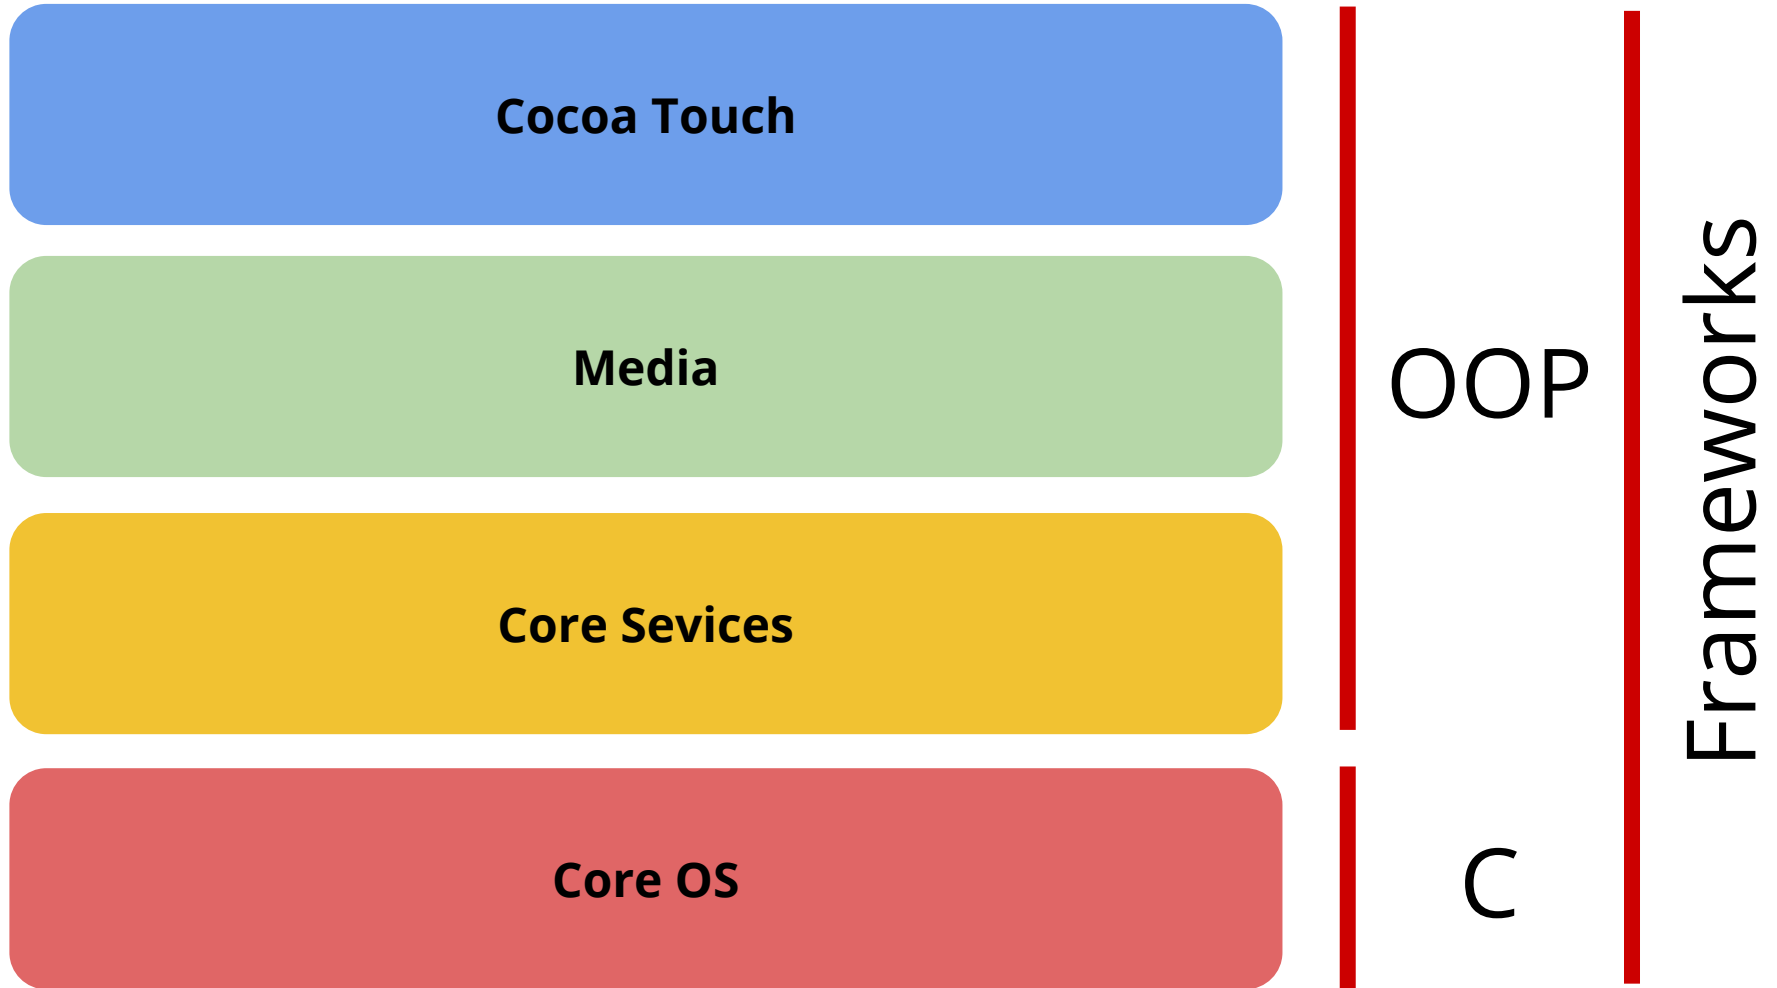 Cocoa Touch
Media
Core Sevices
Core OS
OOP
C
Frameworks